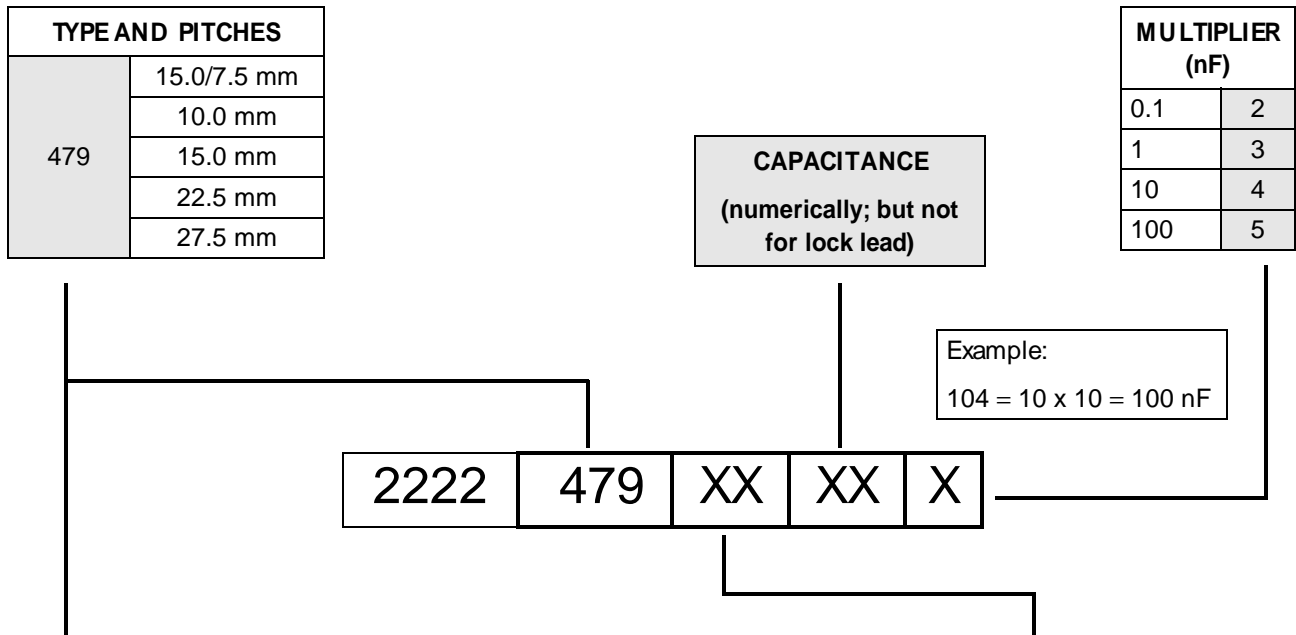 TYPE AND PITCHES
479
15.0/7.5 mm
10.0 mm
15.0 mm
22.5 mm
27.5 mm
CAPACITANCE
(numerically; but not
for lock lead)
MULTIPLIER
(nF)
0.1 2
1 3
10 4
100 5
Example:
104 = 10 x 10 = 100 nF
2222 479 XX XX X